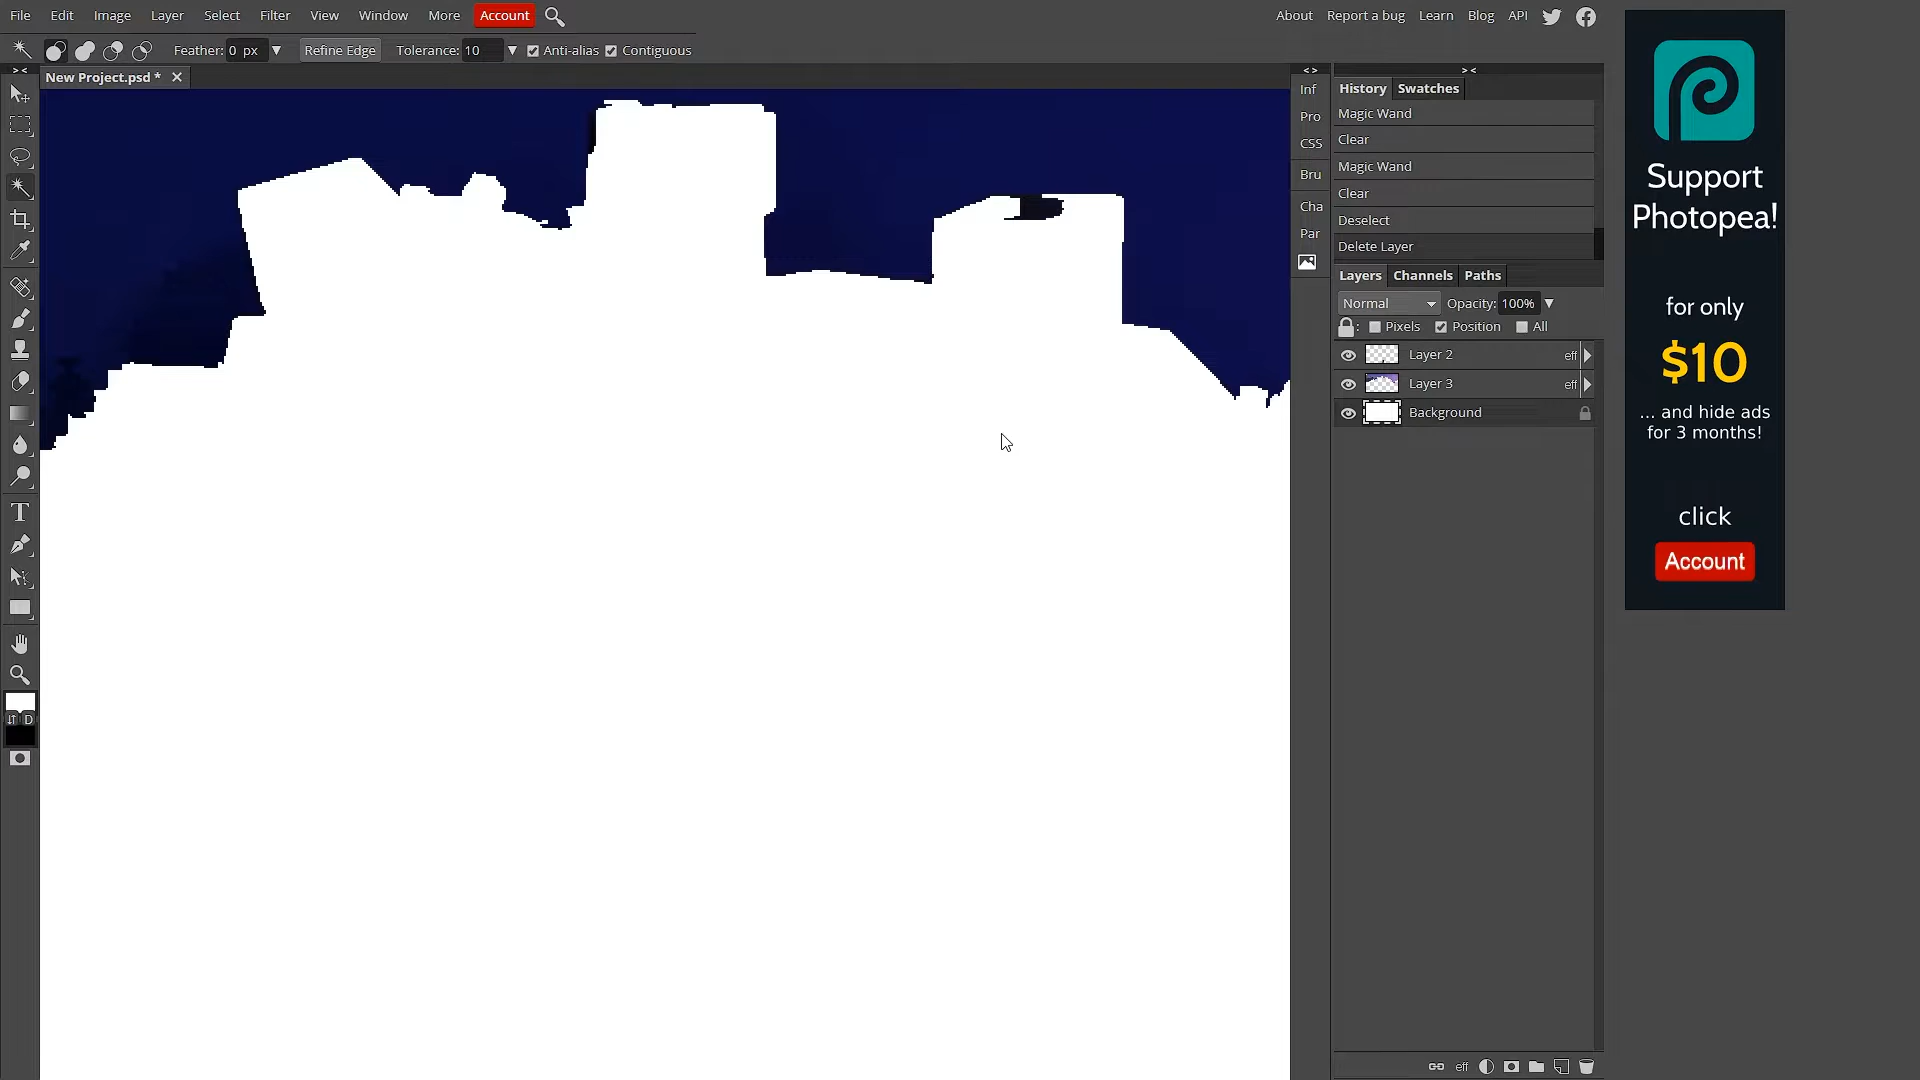 File Edit Image Layer Select Filter View Window More Account About Report a bug Learn Blog API
Feather: 0 px Refine Edge Tolerance: 10 Anti-alias Contiguous
> < < > > <
New Project.psd *
Inf
Pro
CSS
Bru
Cha
Par
History Swatches
Magic Wand
Clear
Magic Wand
Clear
Deselect
Delete Layer
Layers Channels Paths
Normal Opacity: 100%
: Pixels Position All
Layer 2 eff
Layer 3 eff
Background
T
D
eff
Support
Photopea!
for only
$10
... and hide ads
for 3 months!
click
Account